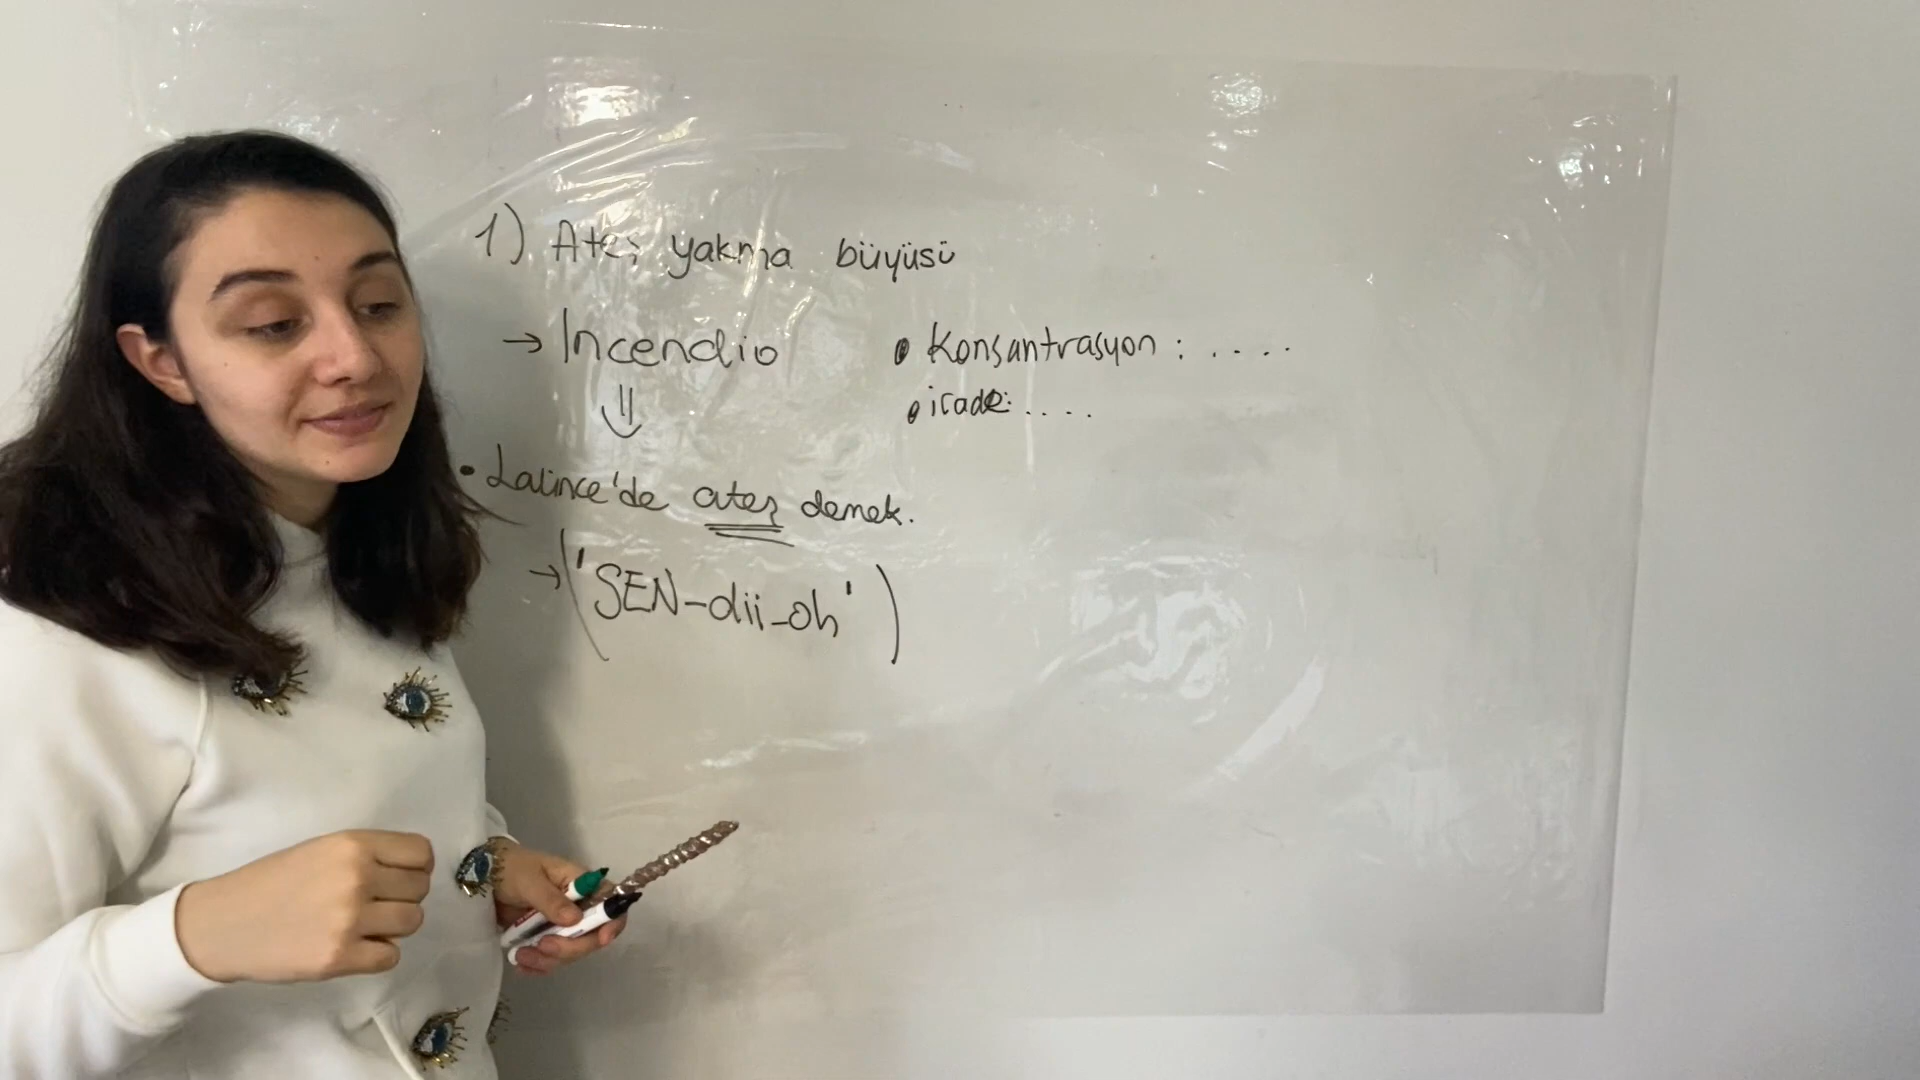 1) Ateş yakma büyüsü
→ Incendio
• Konsantrasyon : ....
• irade: ....
• Latince'de ateş demek.
→ ('SEN-dii-oh')